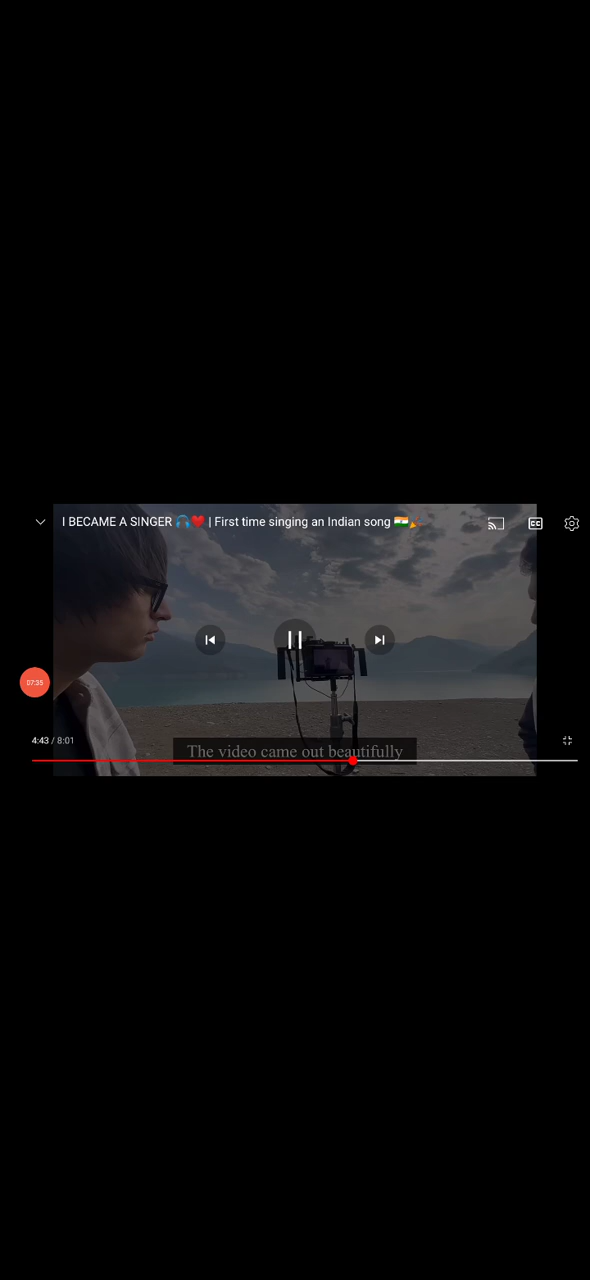 I BECAME A SINGER 🎧❤️ | First time singing an Indian song 🇮🇳🎉
CC
07:35
4:43 / 8:01
The video came out beautifully